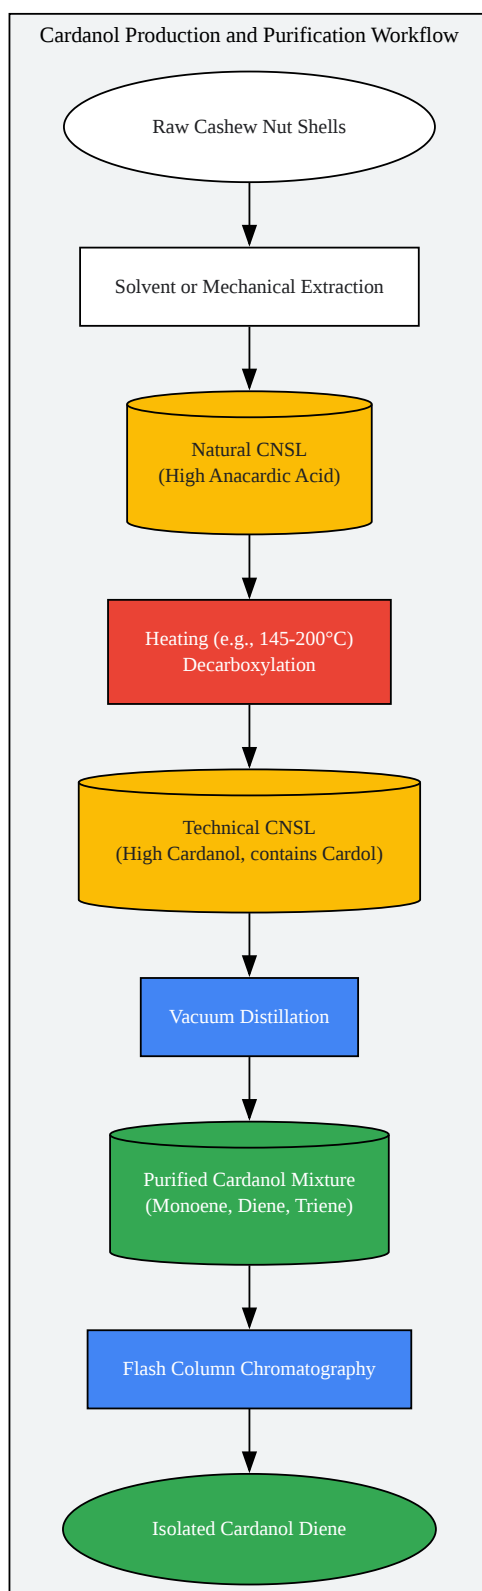 Cardanol Production and Purification Workflow
Raw Cashew Nut Shells
Solvent or Mechanical Extraction
Natural CNSL
(High Anacardic Acid)
Heating (e.g., 145-200°C)
Decarboxylation
Technical CNSL
(High Cardanol, contains Cardol)
Vacuum Distillation
Purified Cardanol Mixture
(Monoene, Diene, Triene)
Flash Column Chromatography
Isolated Cardanol Diene